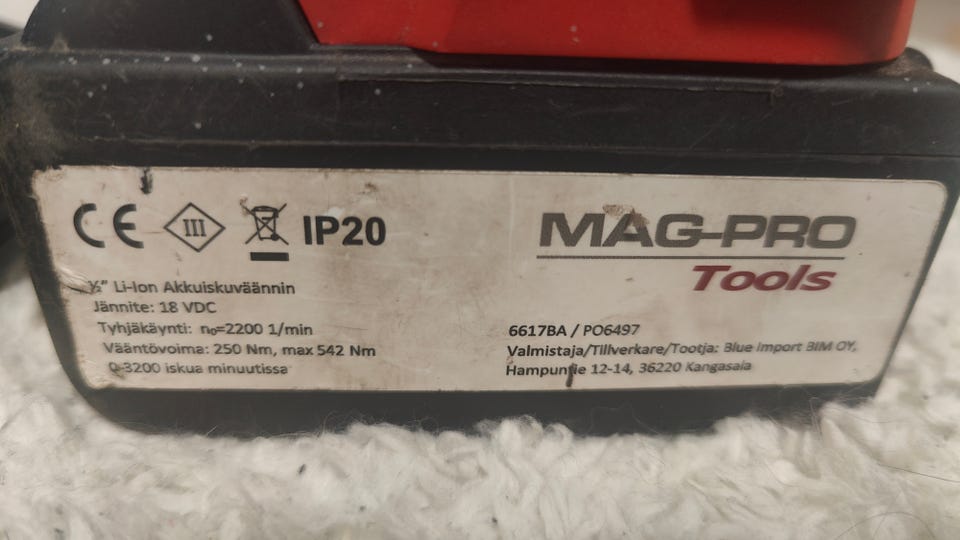 CE III IP20
½” Li-Ion Akkuiskuväännin
Jännite: 18 VDC
Tyhjäkäynti: n₀=2200 1/min
Vääntövoima: 250 Nm, max 542 Nm
0-3200 iskua minuutissa
MAG-PRO
Tools
6617BA / PO6497
Valmistaja/Tillverkare/Tootja: Blue Import BIM OY,
Hampuntie 12-14, 36220 Kangasala